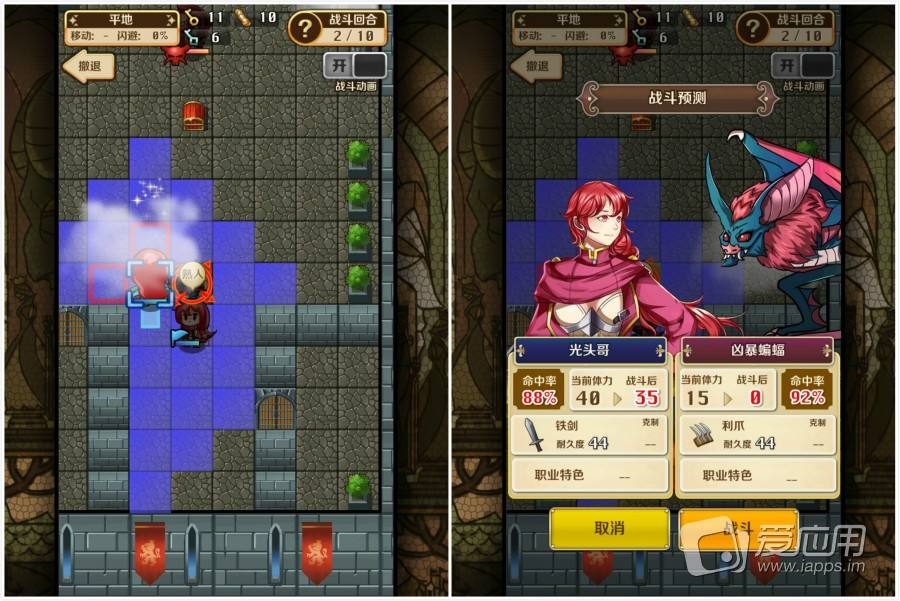 平地
移动: - 闪避: 0%
11
10
6
?
战斗回合
2/10
撤退
开
战斗动画
熟人
平地
移动: - 闪避: 0%
11
10
6
?
战斗回合
2/10
撤退
开
战斗动画
战斗预测
光头哥
凶暴蝙蝠
命中率
88%
当前体力 战斗后
40 35
当前体力 战斗后
15 0
命中率
92%
铁剑 克制
耐久度 44 --
利爪 克制
耐久度 44 --
职业特色 --
职业特色 --
取消
战斗
爱应用
www.iapps.im